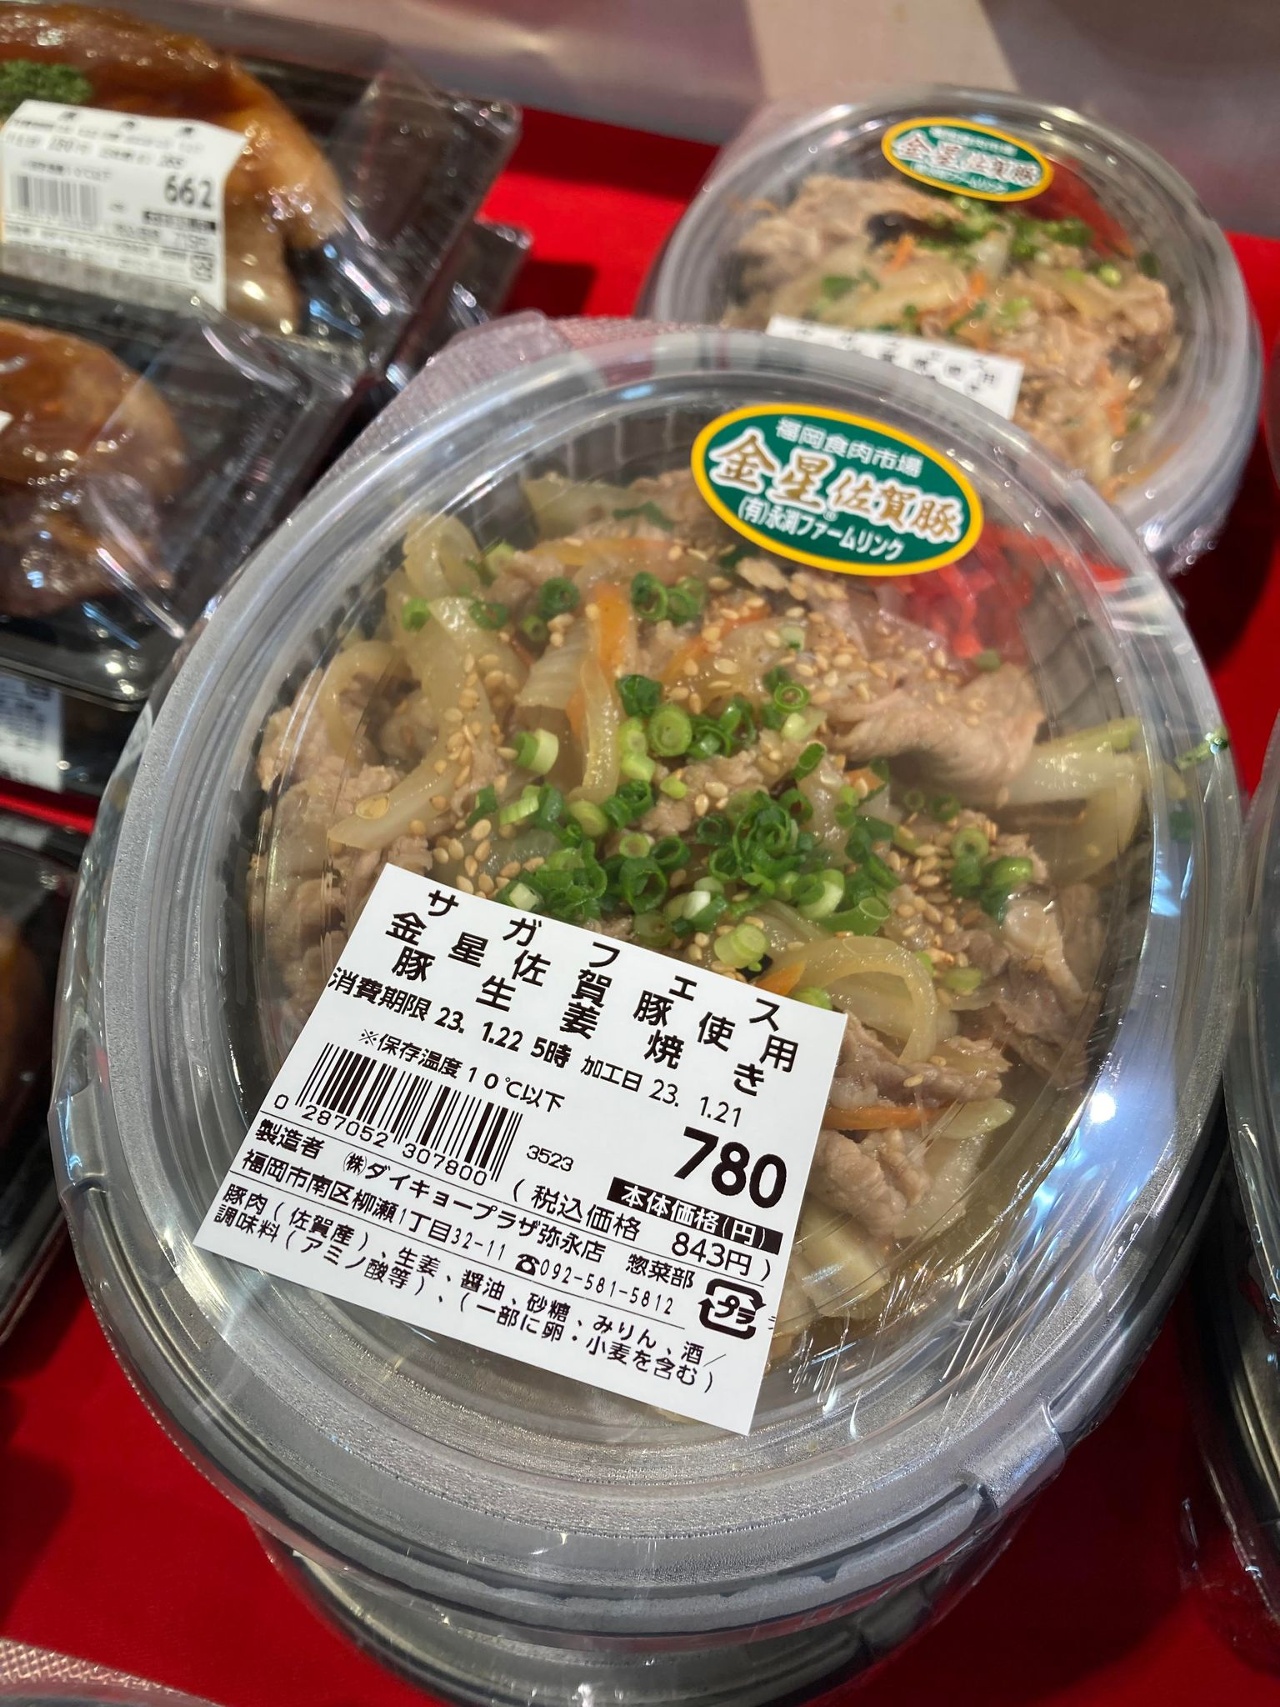 662
金星佐賀豚
福岡食肉市場
金星佐賀豚
(有)永渕ファームリンク
サガフェス
金星佐賀豚使用
豚生姜焼き
消費期限 23. 1.22 5時 加工日 23. 1.21
※保存温度10℃以下
0 287052 307800 3523
780
本体価格(円)
(税込価格 843円)
製造者 ㈱ダイキョープラザ弥永店 惣菜部
福岡市南区柳瀬1丁目32-11 ☎092-581-5812
豚肉(佐賀産)、生姜、醤油、砂糖、みりん、酒/
調味料(アミノ酸等)、(一部に卵・小麦を含む)
プラ